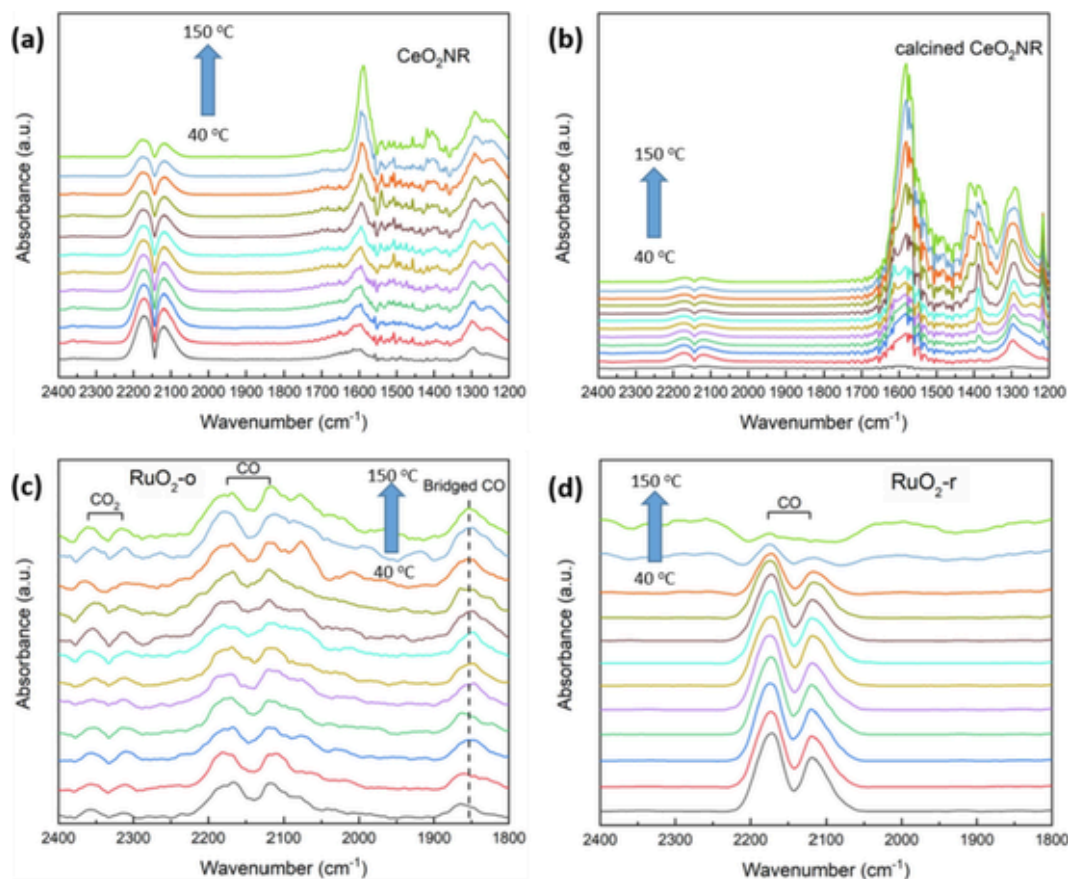 (a)
150 °C
40 °C
CeO₂NR
Absorbance (a.u.)
2400 2300 2200 2100 2000 1900 1800 1700 1600 1500 1400 1300 1200
Wavenumber (cm⁻¹)
(b)
calcined CeO₂NR
150 °C
40 °C
Absorbance (a.u.)
2400 2300 2200 2100 2000 1900 1800 1700 1600 1500 1400 1300 1200
Wavenumber (cm⁻¹)
(c)
RuO₂-o
CO
150 °C
CO₂
Bridged CO
40 °C
Absorbance (a.u.)
2400 2300 2200 2100 2000 1900 1800
Wavenumber (cm⁻¹)
(d)
150 °C
CO
RuO₂-r
40 °C
Absorbance (a.u.)
2400 2300 2200 2100 2000 1900 1800
Wavenumber (cm⁻¹)